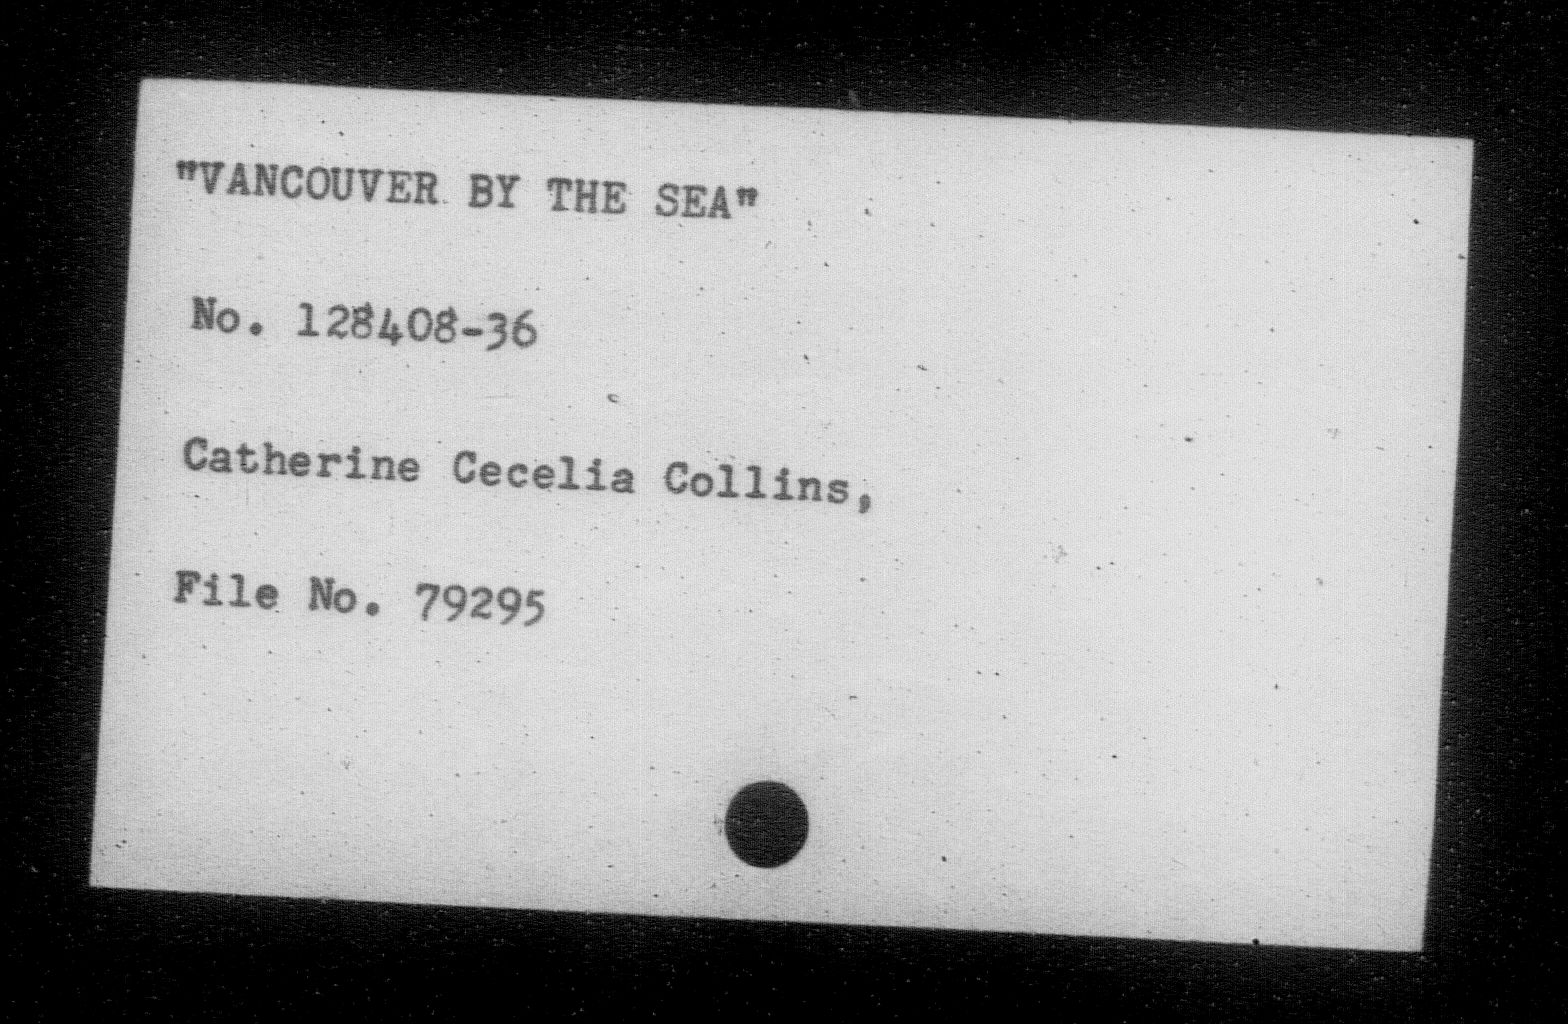 "VANCOUVER BY THE SEA"
No. 128408-36
Catherine Cecelia Collins,
File No. 79295